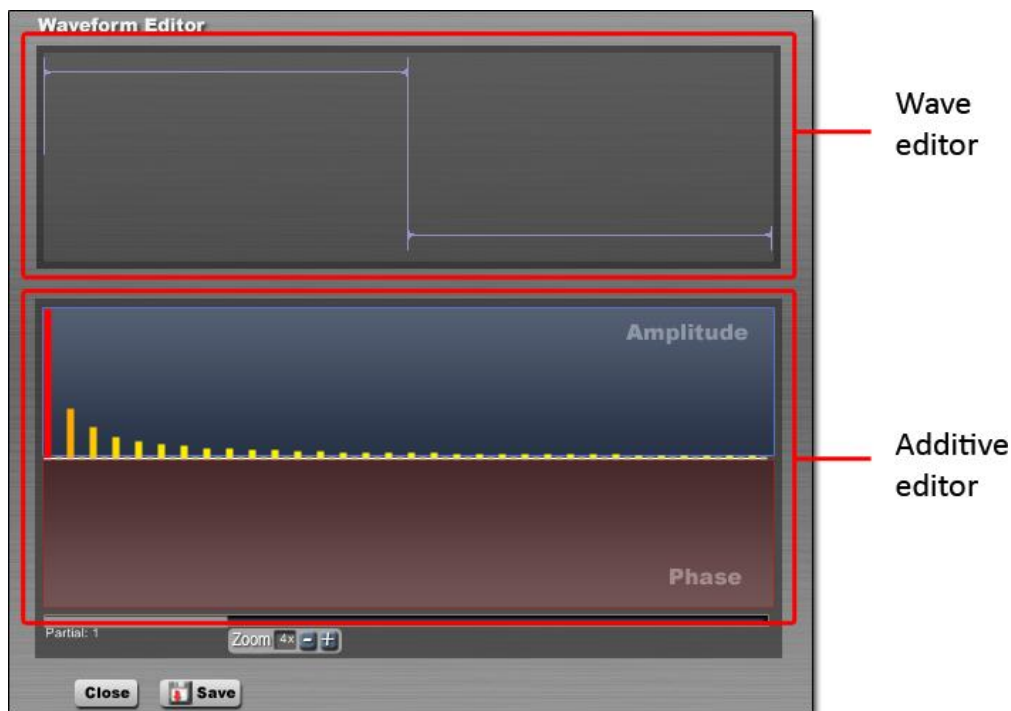 Waveform Editor
Wave
editor
Amplitude
Additive
editor
Phase
Partial: 1
Zoom 4x - +
Close Save